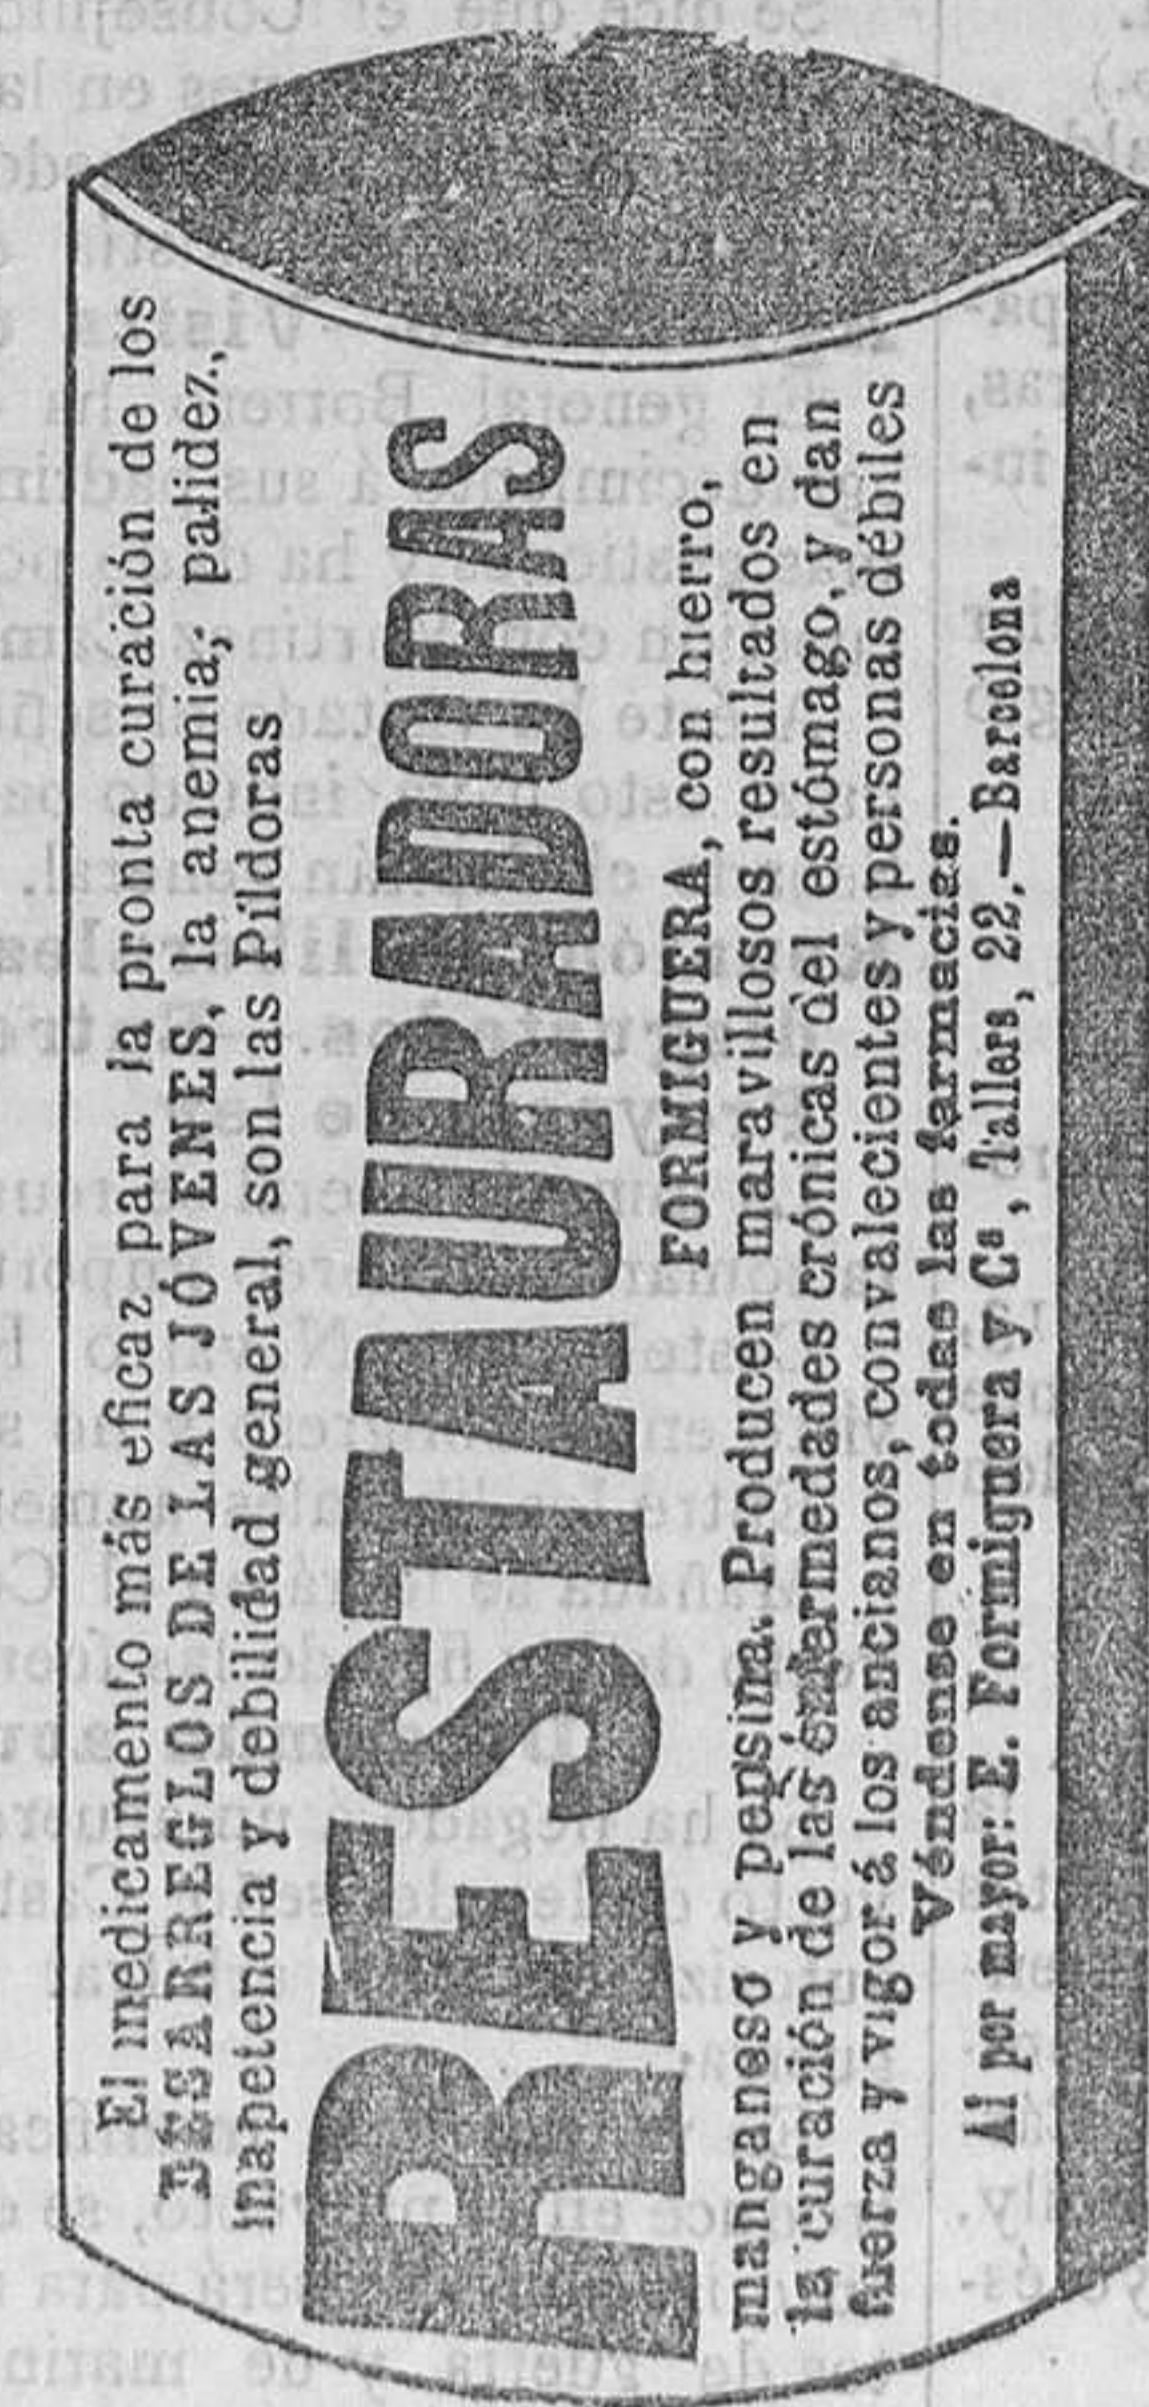 El medicamento más eficaz para la pronta curación de los
DESARREGLOS DE LAS JÓVENES, la anemia, palidez,
inapetencia y debilidad general, son las Pildoras
RESTAURADORAS
FORMIGUERA, con hierro,
manganeso y pepsina. Producen maravillosos resultados en
la curación de las enfermedades crónicas del estómago, y dan
fuerza y vigor á los ancianos, convalecientes y personas débiles
Véndense en todas las farmacias.
Al por mayor: E. Formiguera y Cª, Tallers, 22,—Barcelona